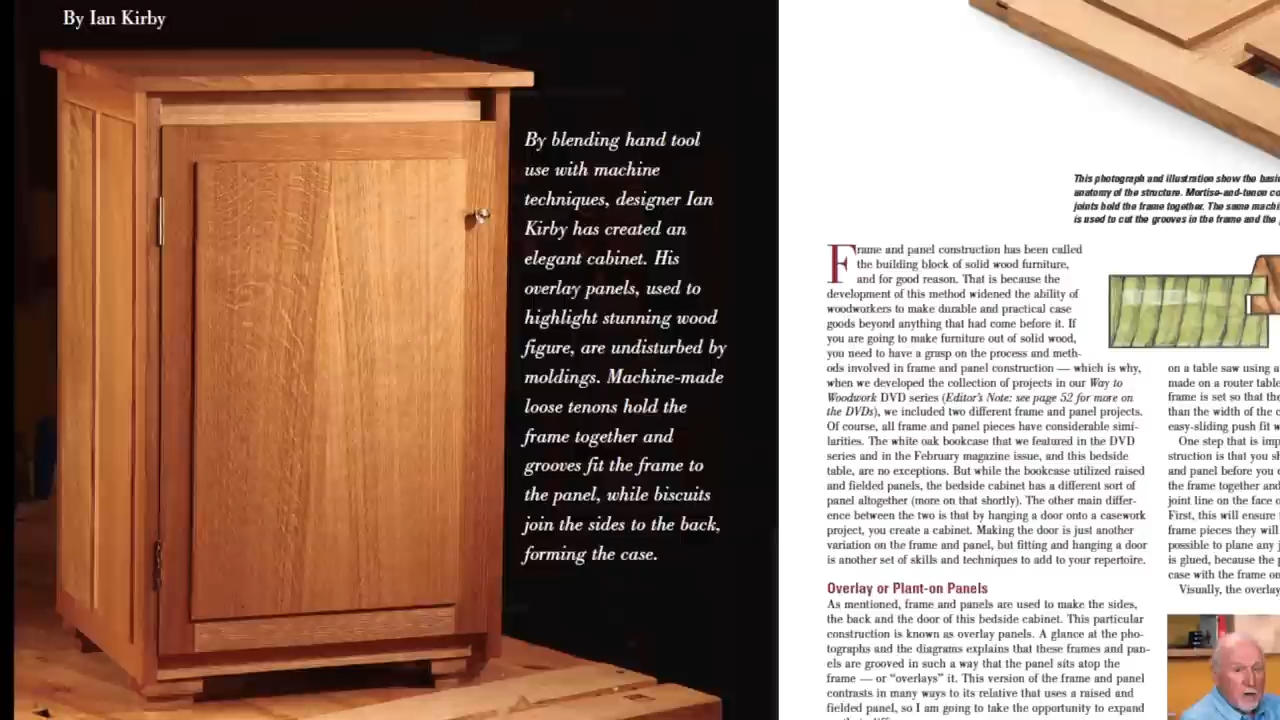 By Ian Kirby
By blending hand tool
use with machine
techniques, designer Ian
Kirby has created an
elegant cabinet. His
overlay panels, used to
highlight stunning wood
figure, are undisturbed by
moldings. Machine-made
loose tenons hold the
frame together and
grooves fit the frame to
the panel, while biscuits
join the sides to the back,
forming the case.
This photograph and illustration show the basic
anatomy of the structure. Mortise-and-tenon co
joints hold the frame together. The same machi
is used to cut the grooves in the frame and the
Frame and panel construction has been called
the building block of solid wood furniture,
and for good reason. That is because the
development of this method widened the ability of
woodworkers to make durable and practical case
goods beyond anything that had come before it. If
you are going to make furniture out of solid wood,
you need to have a grasp on the process and meth-
ods involved in frame and panel construction — which is why,
when we developed the collection of projects in our Way to
Woodwork DVD series (Editor's Note: see page 52 for more on
the DVDs), we included two different frame and panel projects.
Of course, all frame and panel pieces have considerable simi-
larities. The white oak bookcase that we featured in the DVD
series and in the February magazine issue, and this bedside
table, are no exceptions. But while the bookcase utilized raised
and fielded panels, the bedside cabinet has a different sort of
panel altogether (more on that shortly). The other main differ-
ence between the two is that by hanging a door onto a casework
project, you create a cabinet. Making the door is just another
variation on the frame and panel, but fitting and hanging a door
is another set of skills and techniques to add to your repertoire.
Overlay or Plant-on Panels
As mentioned, frame and panels are used to make the sides,
the back and the door of this bedside cabinet. This particular
construction is known as overlay panels. A glance at the pho-
tographs and the diagrams explains that these frames and pan-
els are grooved in such a way that the panel sits atop the
frame — or "overlays" it. This version of the frame and panel
contrasts in many ways to its relative that uses a raised and
fielded panel, so I am going to take the opportunity to expand
on a table saw using a
made on a router table
frame is set so that the
than the width of the
easy-sliding push fit
One step that is imp
struction is that you sh
and panel before you
the frame together and
joint line on the face o
First, this will ensure
frame pieces they will
possible to plane any
is glued, because the
case with the frame on
Visually, the overlay